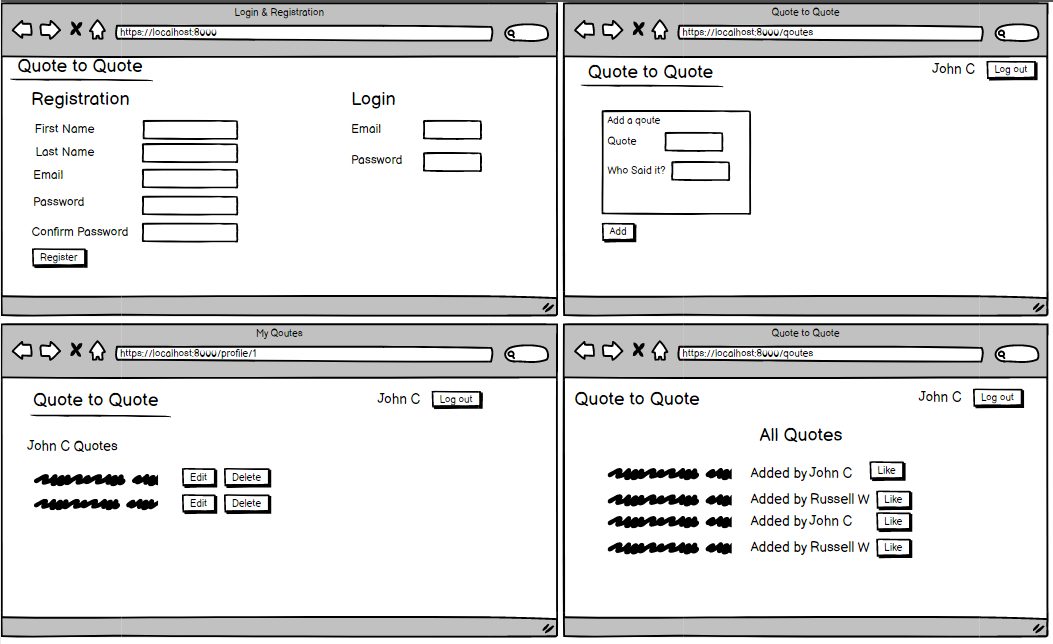 Login & Registration
https://localhost:8000
Quote to Quote
Registration
First Name
Last Name
Email
Password
Confirm Password
Register
Login
Email
Password
Quote to Quote
https://localhost:8000/qoutes
Quote to Quote
John C
Log out
Add a qoute
Quote
Who Said it?
Add
My Qoutes
https://localhost:8000/profile/1
Quote to Quote
John C
Log out
John C Quotes
Edit Delete
Edit Delete
Quote to Quote
https://localhost:8000/qoutes
Quote to Quote
John C
Log out
All Quotes
Added by John C Like
Added by Russell W Like
Added by John C Like
Added by Russell W Like